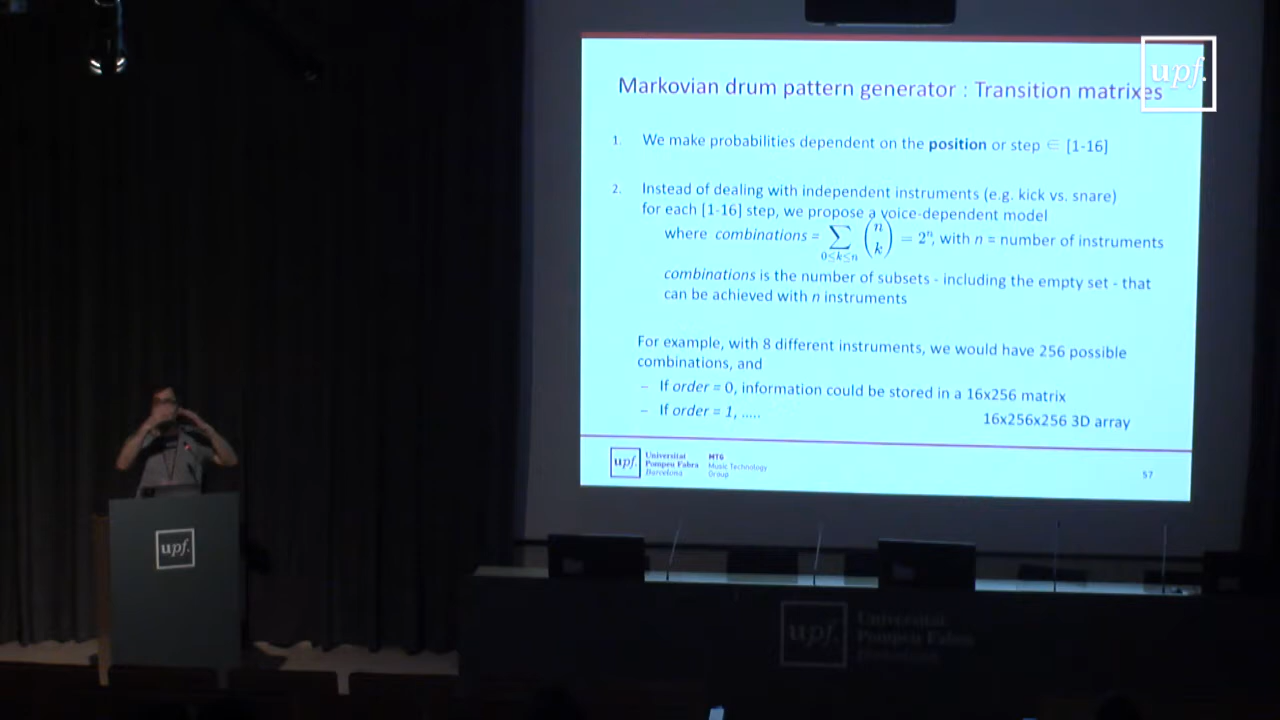 Markovian drum pattern generator : Transition matrixes
upf.
1. We make probabilities dependent on the position or step ∈ [1-16]
2. Instead of dealing with independent instruments (e.g. kick vs. snare)
for each [1-16] step, we propose a voice-dependent model
where combinations = ∑ 0≤k≤n (n k) = 2ⁿ, with n = number of instruments
combinations is the number of subsets - including the empty set - that
can be achieved with n instruments
For example, with 8 different instruments, we would have 256 possible
combinations, and
– If order = 0, information could be stored in a 16x256 matrix
– If order = 1, ..... 16x256x256 3D array
upf.
Universitat
Pompeu Fabra
Barcelona
MTG
Music Technology
Group
57
upf.
upf.
Universitat
Pompeu Fabra
Barcelona